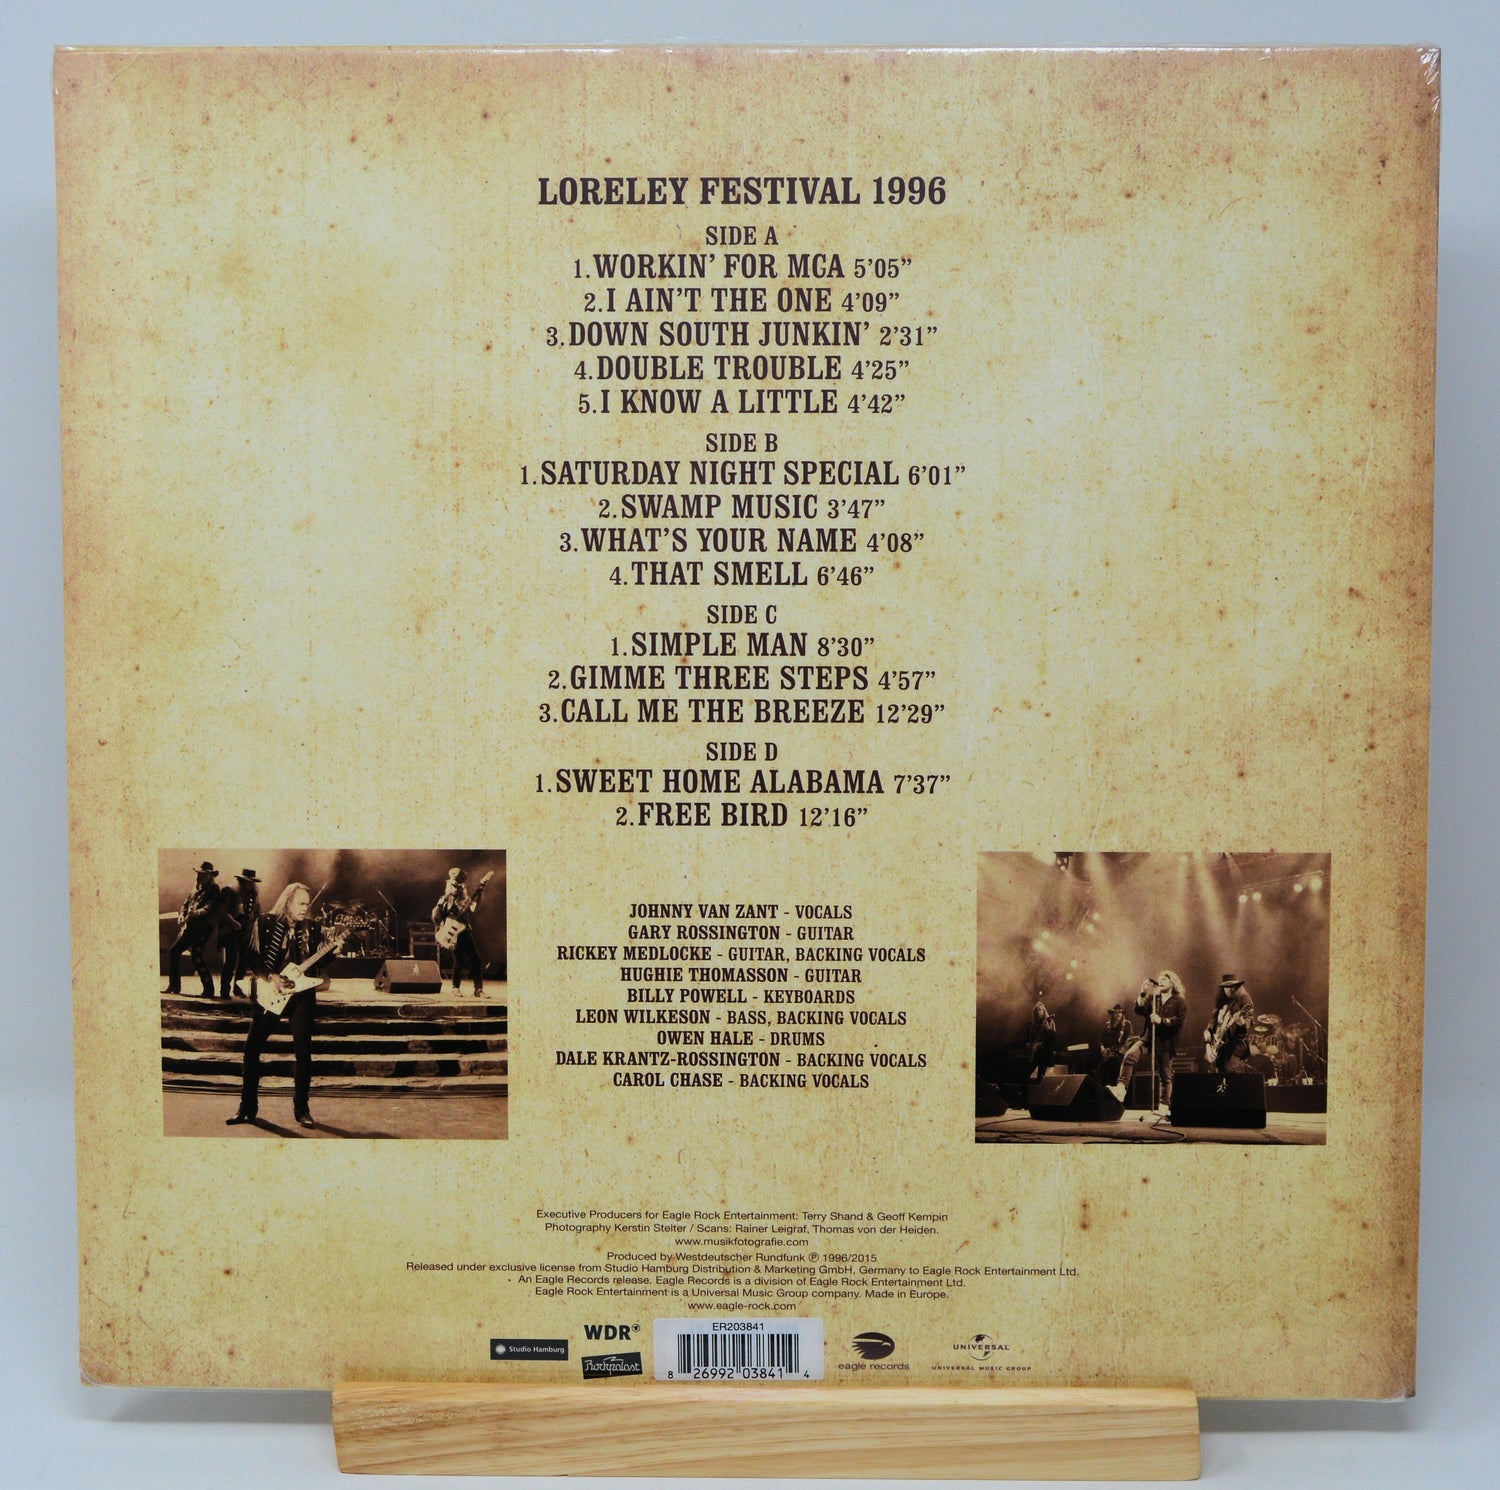 LORELEY FESTIVAL 1996
SIDE A
1.WORKIN' FOR MCA 5'05”
2.I AIN'T THE ONE 4'09”
3.DOWN SOUTH JUNKIN' 2'31”
4.DOUBLE TROUBLE 4'25”
5.I KNOW A LITTLE 4'42”
SIDE B
1.SATURDAY NIGHT SPECIAL 6'01”
2.SWAMP MUSIC 3'47”
3.WHAT'S YOUR NAME 4'08”
4.THAT SMELL 6'46”
SIDE C
1.SIMPLE MAN 8'30”
2.GIMME THREE STEPS 4'57”
3.CALL ME THE BREEZE 12'29”
SIDE D
1.SWEET HOME ALABAMA 7'37”
2.FREE BIRD 12'16”
JOHNNY VAN ZANT - VOCALS
GARY ROSSINGTON - GUITAR
RICKEY MEDLOCKE - GUITAR, BACKING VOCALS
HUGHIE THOMASSON - GUITAR
BILLY POWELL - KEYBOARDS
LEON WILKESON - BASS, BACKING VOCALS
OWEN HALE - DRUMS
DALE KRANTZ-ROSSINGTON - BACKING VOCALS
CAROL CHASE - BACKING VOCALS
Executive Producers for Eagle Rock Entertainment: Terry Shand & Geoff Kempin
Photography Kerstin Stelter / Scans: Rainer Leigraf, Thomas von der Heiden.
www.musikfotografie.com
Produced by Westdeutscher Rundfunk ℗ 1996/2015
Released under exclusive license from Studio Hamburg Distribution & Marketing GmbH, Germany to Eagle Rock Entertainment Ltd.
An Eagle Records release. Eagle Records is a division of Eagle Rock Entertainment Ltd.
Eagle Rock Entertainment is a Universal Music Group company. Made in Europe.
www.eagle-rock.com
Studio Hamburg
WDR
Rockpalast
ER203841
8 26992 03841 4
eagle records
UNIVERSAL
UNIVERSAL MUSIC GROUP